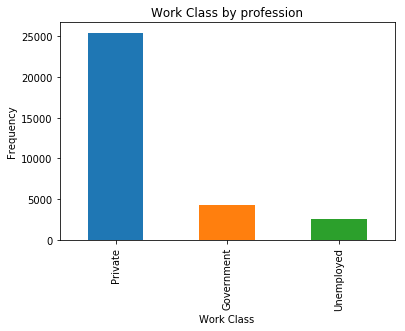 Work Class by profession
Frequency
25000
20000
15000
10000
5000
0
Private
Government
Unemployed
Work Class